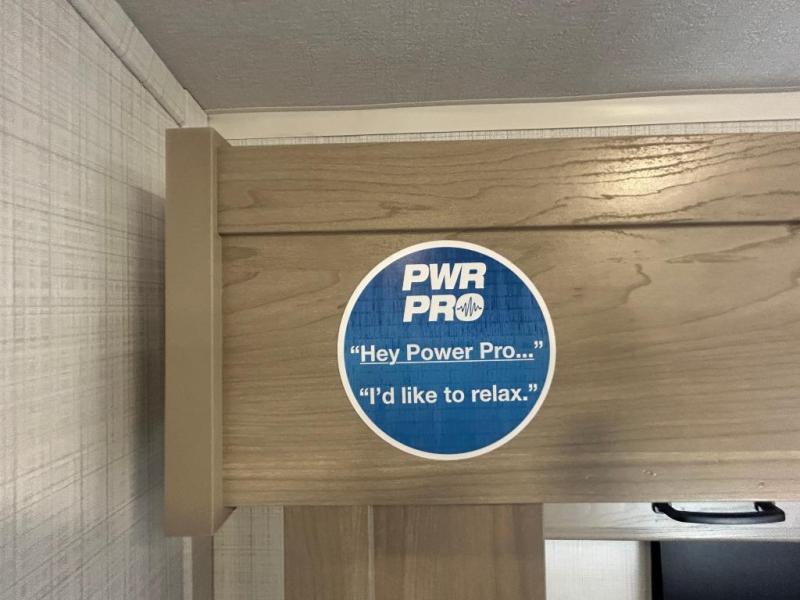 PWR
PRO
“Hey Power Pro...”
“I’d like to relax.”